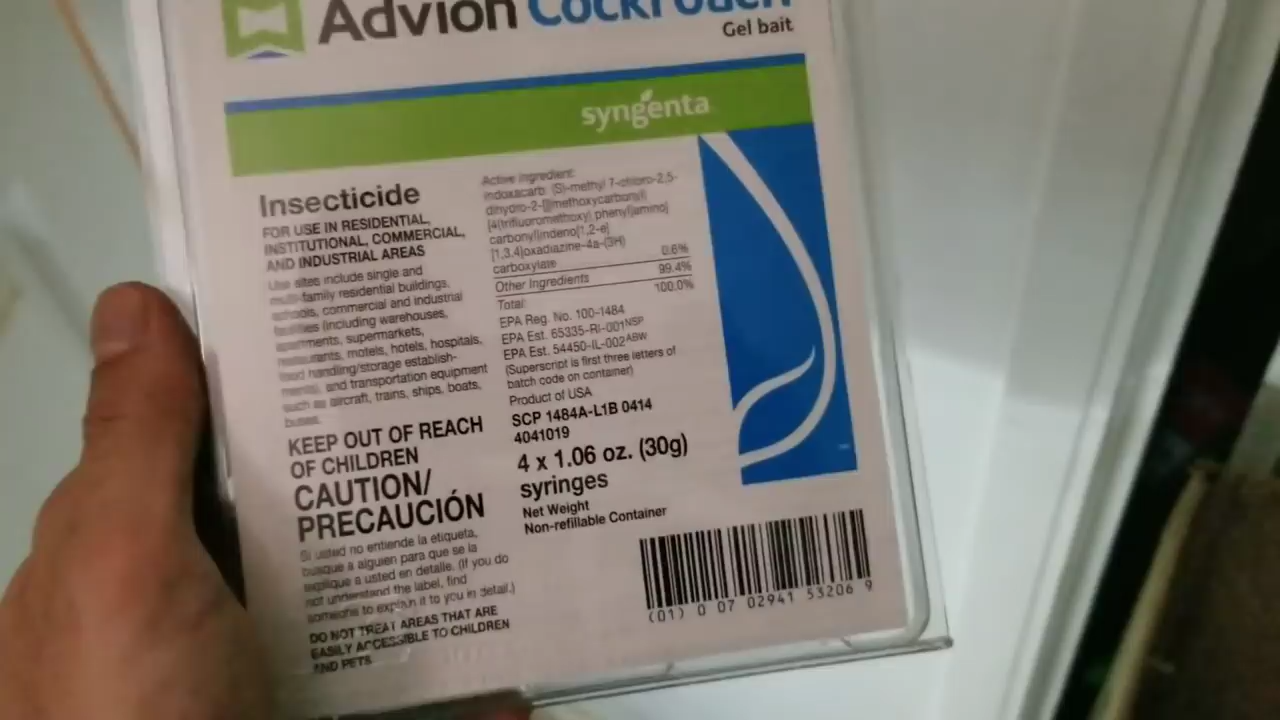 Advion Cockroach
Gel bait
syngenta
Insecticide
FOR USE IN RESIDENTIAL,
INSTITUTIONAL, COMMERCIAL,
AND INDUSTRIAL AREAS
Use sites include single and
multi-family residential buildings,
schools, commercial and industrial
facilities (including warehouses,
apartments, supermarkets,
restaurants, motels, hotels, hospitals,
food handling/storage establish-
ments), and transportation equipment
such as aircraft, trains, ships, boats,
buses.
KEEP OUT OF REACH
OF CHILDREN
CAUTION/
PRECAUCIÓN
Si usted no entiende la etiqueta,
busque a alguien para que se la
explique a usted en detalle. (If you do
not understand the label, find
someone to explain it to you in detail.)
DO NOT TREAT AREAS THAT ARE
EASILY ACCESSIBLE TO CHILDREN
AND PETS
Active Ingredient:
indoxacarb (S)-methyl 7-chloro-2,5-
dihydro-2-[[(methoxycarbonyl)
[4(trifluoromethoxy) phenyl]amino]
carbonyl]indeno[1,2-e]
[1,3,4]oxadiazine-4a-(3H)
carboxylate 0.6%
Other Ingredients 99.4%
Total: 100.0%
EPA Reg. No. 100-1484
EPA Est. 65335-RI-001NSP
EPA Est. 54450-IL-002ABW
(Superscript is first three letters of
batch code on container)
Product of USA
SCP 1484A-L1B 0414
4041019
4 x 1.06 oz. (30g)
syringes
Net Weight
Non-refillable Container
(01) 0 07 02941 53206 9